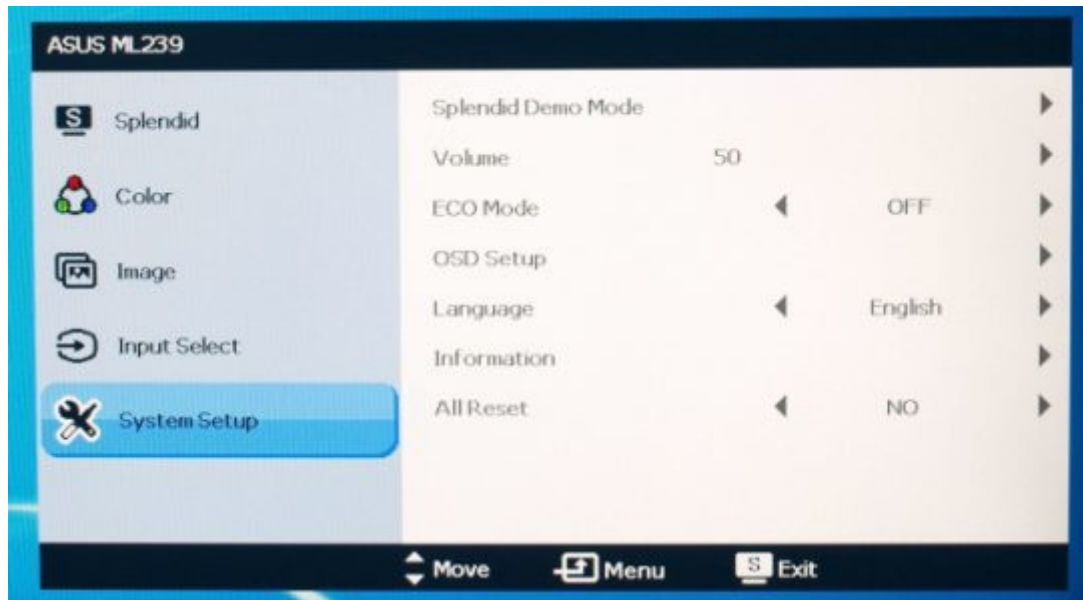 ASUS ML239
S Splendid
Color
Image
Input Select
System Setup
Splendid Demo Mode
Volume 50
ECO Mode OFF
OSD Setup
Language English
Information
All Reset NO
Move Menu S Exit